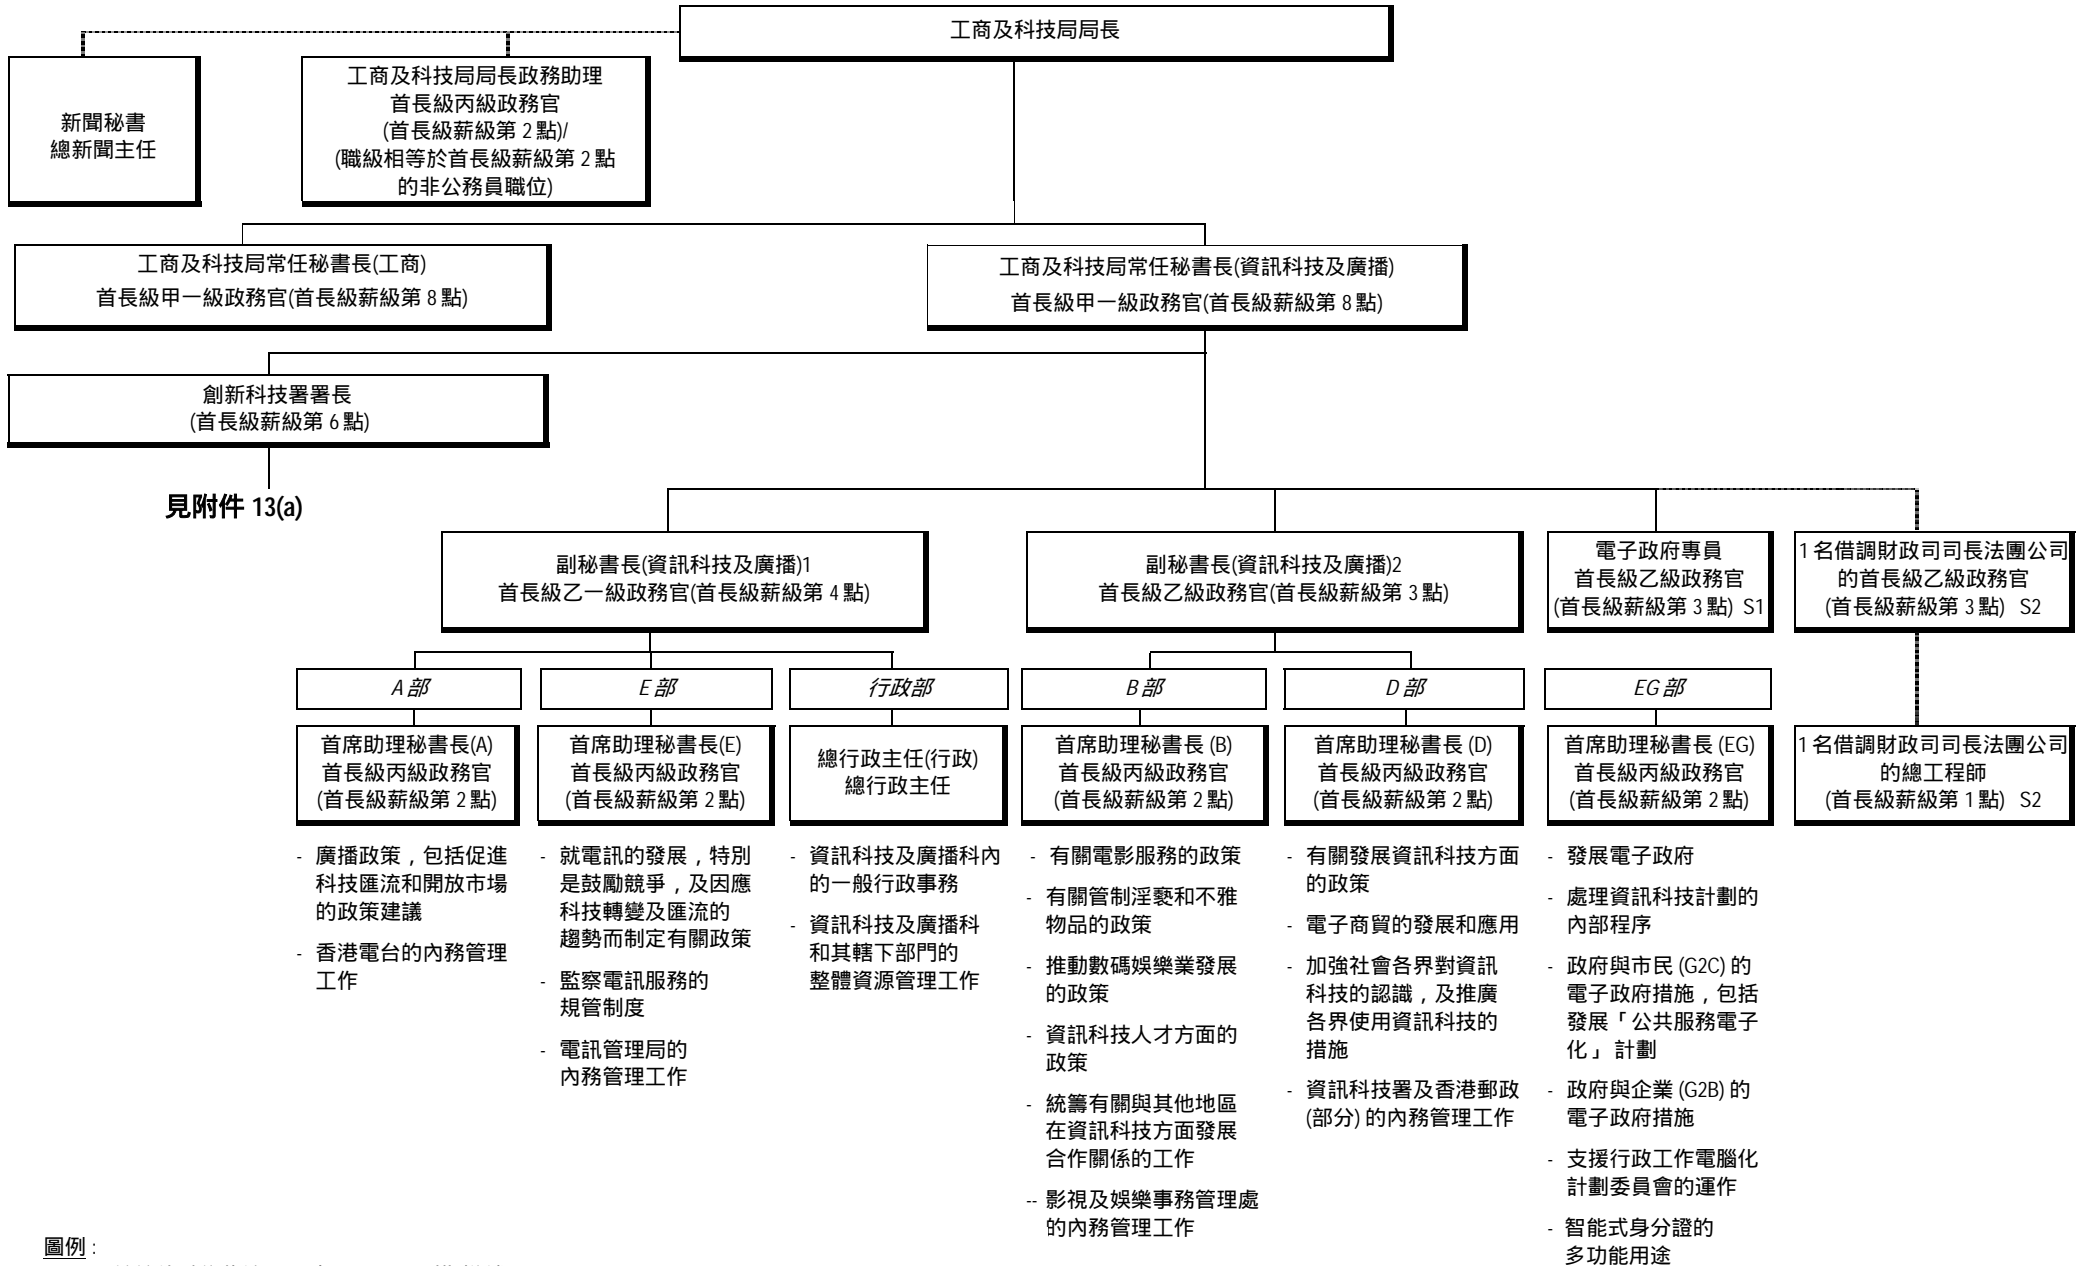 工商及科技局局長
新聞秘書
總新聞主任
工商及科技局局長政務助理
首長級丙級政務官
(首長級薪級第 2 點)/
(職級相等於首長級薪級第 2 點
的非公務員職位)
工商及科技局常任秘書長(工商)
首長級甲一級政務官(首長級薪級第 8 點)
工商及科技局常任秘書長(資訊科技及廣播)
首長級甲一級政務官(首長級薪級第 8 點)
創新科技署署長
(首長級薪級第 6 點)
見附件 13(a)
副秘書長(資訊科技及廣播)1
首長級乙一級政務官(首長級薪級第 4 點)
副秘書長(資訊科技及廣播)2
首長級乙級政務官(首長級薪級第 3 點)
電子政府專員
首長級乙級政務官
(首長級薪級第 3 點) S1
1 名借調財政司司長法團公司
的首長級乙級政務官
(首長級薪級第 3 點) S2
A 部
首席助理秘書長(A)
首長級丙級政務官
(首長級薪級第 2 點)
- 廣播政策，包括促進
科技匯流和開放市場
的政策建議
- 香港電台的內務管理
工作
E 部
首席助理秘書長(E)
首長級丙級政務官
(首長級薪級第 2 點)
- 就電訊的發展，特別
是鼓勵競爭，及因應
科技轉變及匯流的
趨勢而制定有關政策
- 監察電訊服務的
規管制度
- 電訊管理局的
內務管理工作
行政部
總行政主任(行政)
總行政主任
- 資訊科技及廣播科內
的一般行政事務
- 資訊科技及廣播科
和其轄下部門的
整體資源管理工作
B 部
首席助理秘書長 (B)
首長級丙級政務官
(首長級薪級第 2 點)
- 有關電影服務的政策
- 有關管制淫褻和不雅
物品的政策
- 推動數碼娛樂業發展
的政策
- 資訊科技人才方面的
政策
- 統籌有關與其他地區
在資訊科技方面發展
合作關係的工作
-- 影視及娛樂事務管理處
的內務管理工作
D 部
首席助理秘書長 (D)
首長級丙級政務官
(首長級薪級第 2 點)
- 有關發展資訊科技方面
的政策
- 電子商貿的發展和應用
- 加強社會各界對資訊
科技的認識，及推廣
各界使用資訊科技的
措施
- 資訊科技署及香港郵政
(部分) 的內務管理工作
EG 部
首席助理秘書長 (EG)
首長級丙級政務官
(首長級薪級第 2 點)
- 發展電子政府
- 處理資訊科技計劃的
內部程序
- 政府與市民 (G2C) 的
電子政府措施，包括
發展「公共服務電子
化」計劃
- 政府與企業 (G2B) 的
電子政府措施
- 支援行政工作電腦化
計劃委員會的運作
- 智能式身分證的
多功能用途
1 名借調財政司司長法團公司
的總工程師
(首長級薪級第 1 點) S2
圖例 :